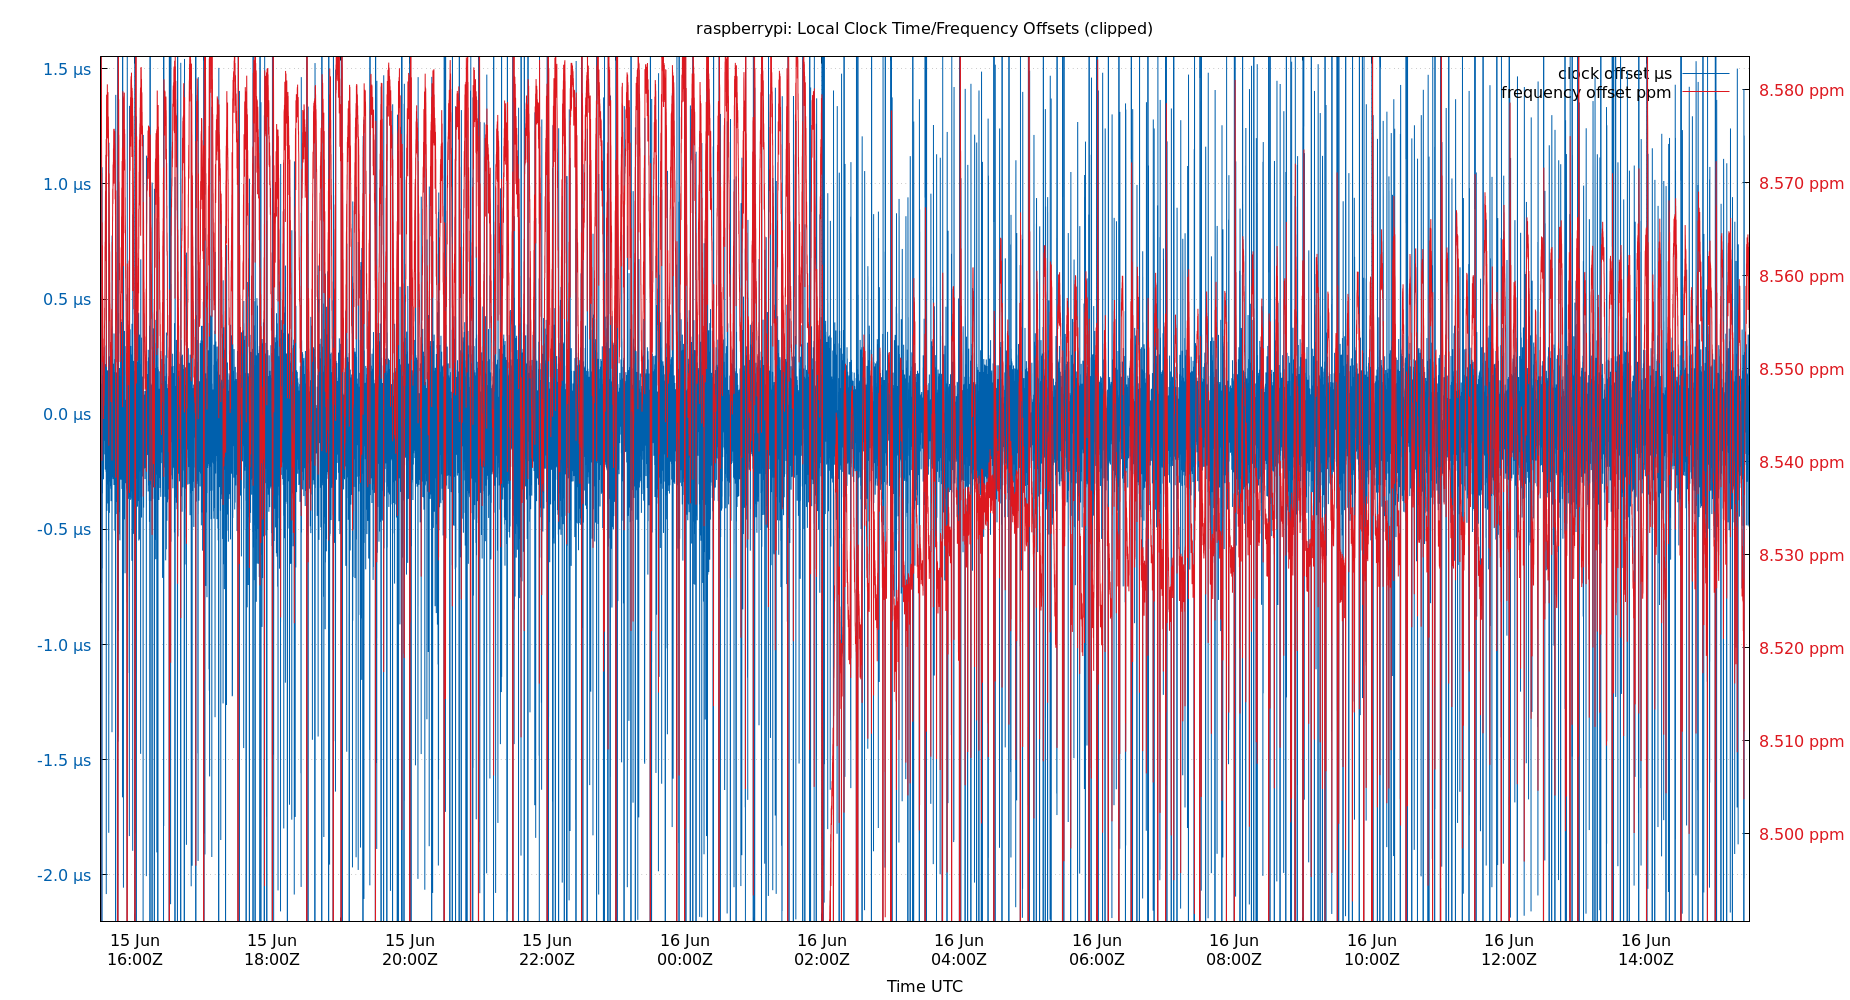 raspberrypi: Local Clock Time/Frequency Offsets (clipped)
clock offset µs
frequency offset ppm
1.5 µs
1.0 µs
0.5 µs
0.0 µs
-0.5 µs
-1.0 µs
-1.5 µs
-2.0 µs
8.580 ppm
8.570 ppm
8.560 ppm
8.550 ppm
8.540 ppm
8.530 ppm
8.520 ppm
8.510 ppm
8.500 ppm
15 Jun
16:00Z
15 Jun
18:00Z
15 Jun
20:00Z
15 Jun
22:00Z
16 Jun
00:00Z
16 Jun
02:00Z
16 Jun
04:00Z
16 Jun
06:00Z
16 Jun
08:00Z
16 Jun
10:00Z
16 Jun
12:00Z
16 Jun
14:00Z
Time UTC